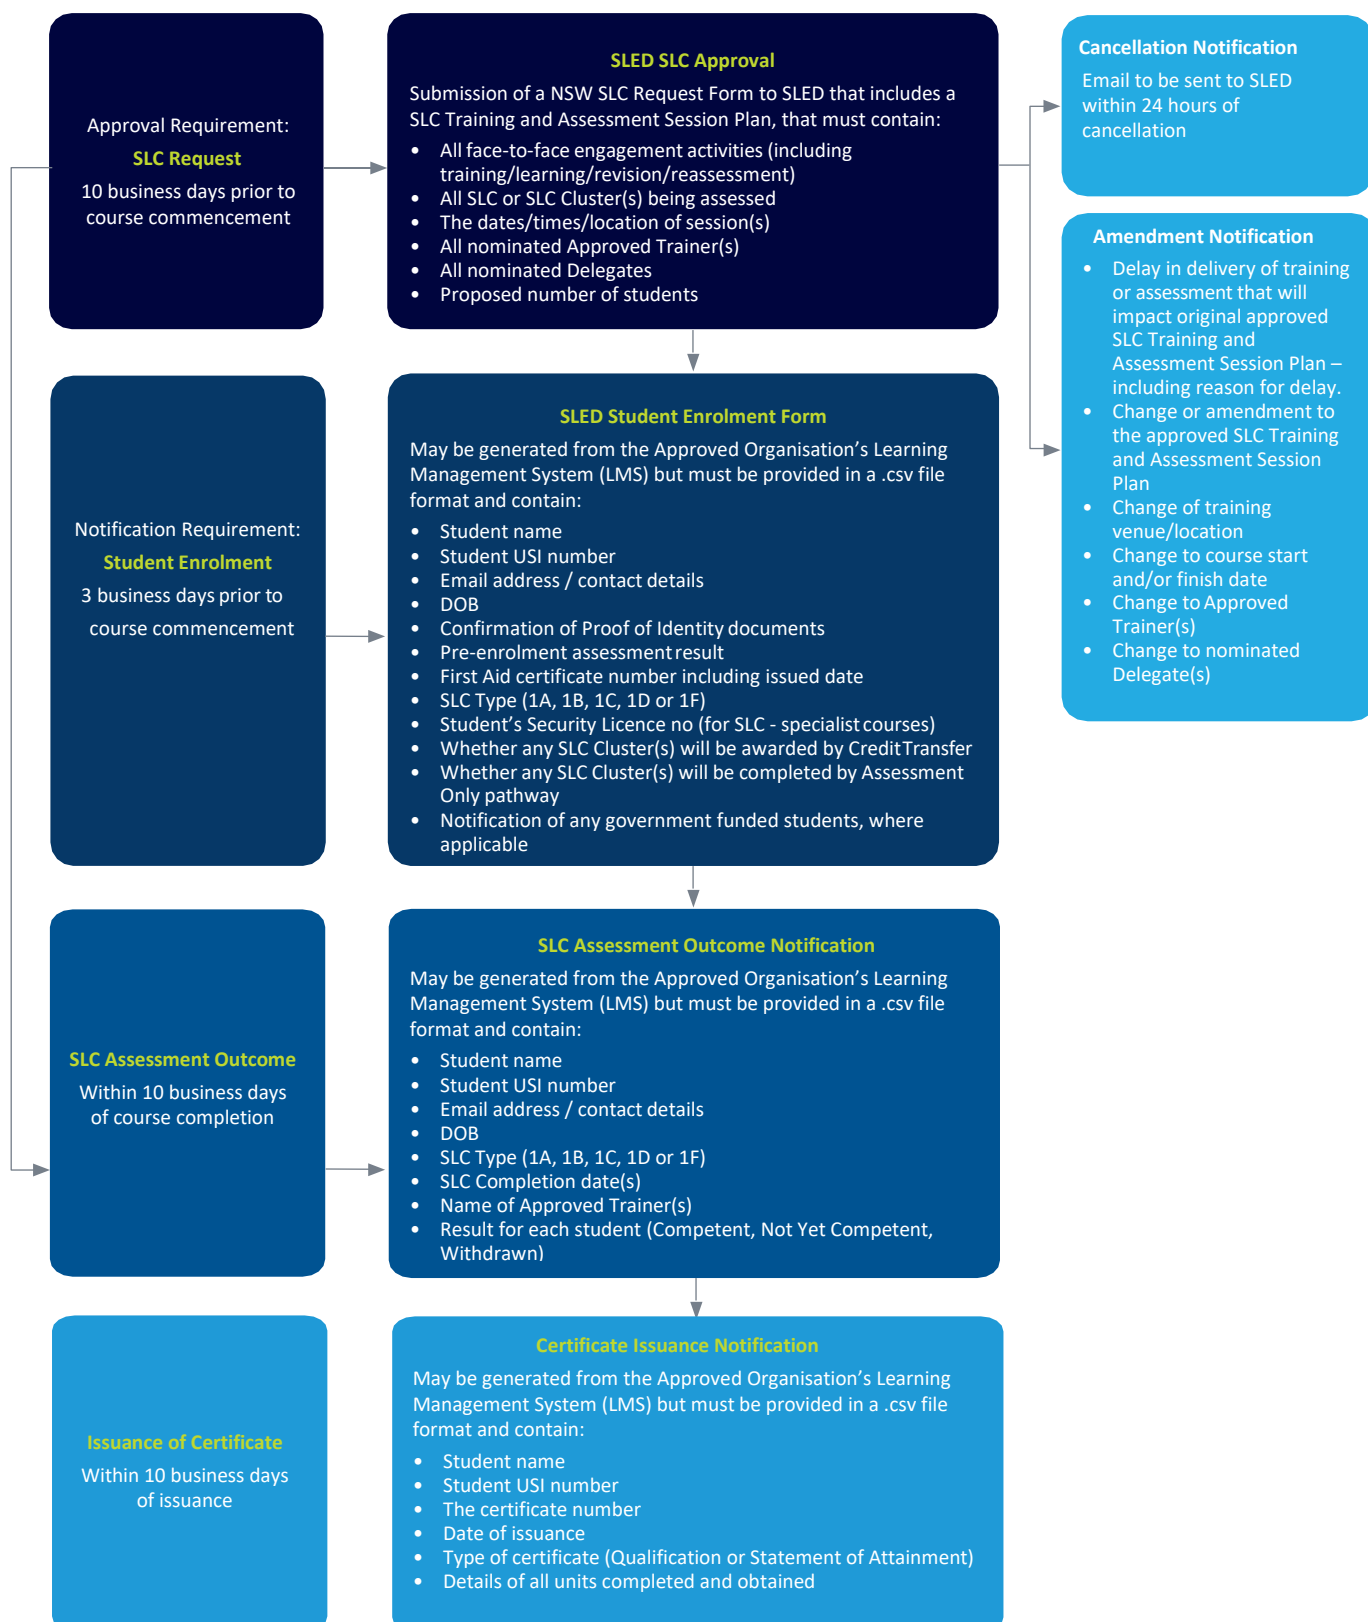 Approval Requirement:
SLC Request
10 business days prior to
course commencement
SLED SLC Approval
Submission of a NSW SLC Request Form to SLED that includes a
SLC Training and Assessment Session Plan, that must contain:
• All face-to-face engagement activities (including
training/learning/revision/reassessment)
• All SLC or SLC Cluster(s) being assessed
• The dates/times/location of session(s)
• All nominated Approved Trainer(s)
• All nominated Delegates
• Proposed number of students
Cancellation Notification
Email to be sent to SLED
within 24 hours of
cancellation
Amendment Notification
• Delay in delivery of training
or assessment that will
impact original approved
SLC Training and
Assessment Session Plan –
including reason for delay.
• Change or amendment to
the approved SLC Training
and Assessment Session
Plan
• Change of training
venue/location
• Change to course start
and/or finish date
• Change to Approved
Trainer(s)
• Change to nominated
Delegate(s)
Notification Requirement:
Student Enrolment
3 business days prior to
course commencement
SLED Student Enrolment Form
May be generated from the Approved Organisation’s Learning
Management System (LMS) but must be provided in a .csv file
format and contain:
• Student name
• Student USI number
• Email address / contact details
• DOB
• Confirmation of Proof of Identity documents
• Pre-enrolment assessment result
• First Aid certificate number including issued date
• SLC Type (1A, 1B, 1C, 1D or 1F)
• Student’s Security Licence no (for SLC - specialist courses)
• Whether any SLC Cluster(s) will be awarded by Credit Transfer
• Whether any SLC Cluster(s) will be completed by Assessment
Only pathway
• Notification of any government funded students, where
applicable
SLC Assessment Outcome
Within 10 business days
of course completion
SLC Assessment Outcome Notification
May be generated from the Approved Organisation’s Learning
Management System (LMS) but must be provided in a .csv file
format and contain:
• Student name
• Student USI number
• Email address / contact details
• DOB
• SLC Type (1A, 1B, 1C, 1D or 1F)
• SLC Completion date(s)
• Name of Approved Trainer(s)
• Result for each student (Competent, Not Yet Competent,
Withdrawn)
Issuance of Certificate
Within 10 business days
of issuance
Certificate Issuance Notification
May be generated from the Approved Organisation’s Learning
Management System (LMS) but must be provided in a .csv file
format and contain:
• Student name
• Student USI number
• The certificate number
• Date of issuance
• Type of certificate (Qualification or Statement of Attainment)
• Details of all units completed and obtained